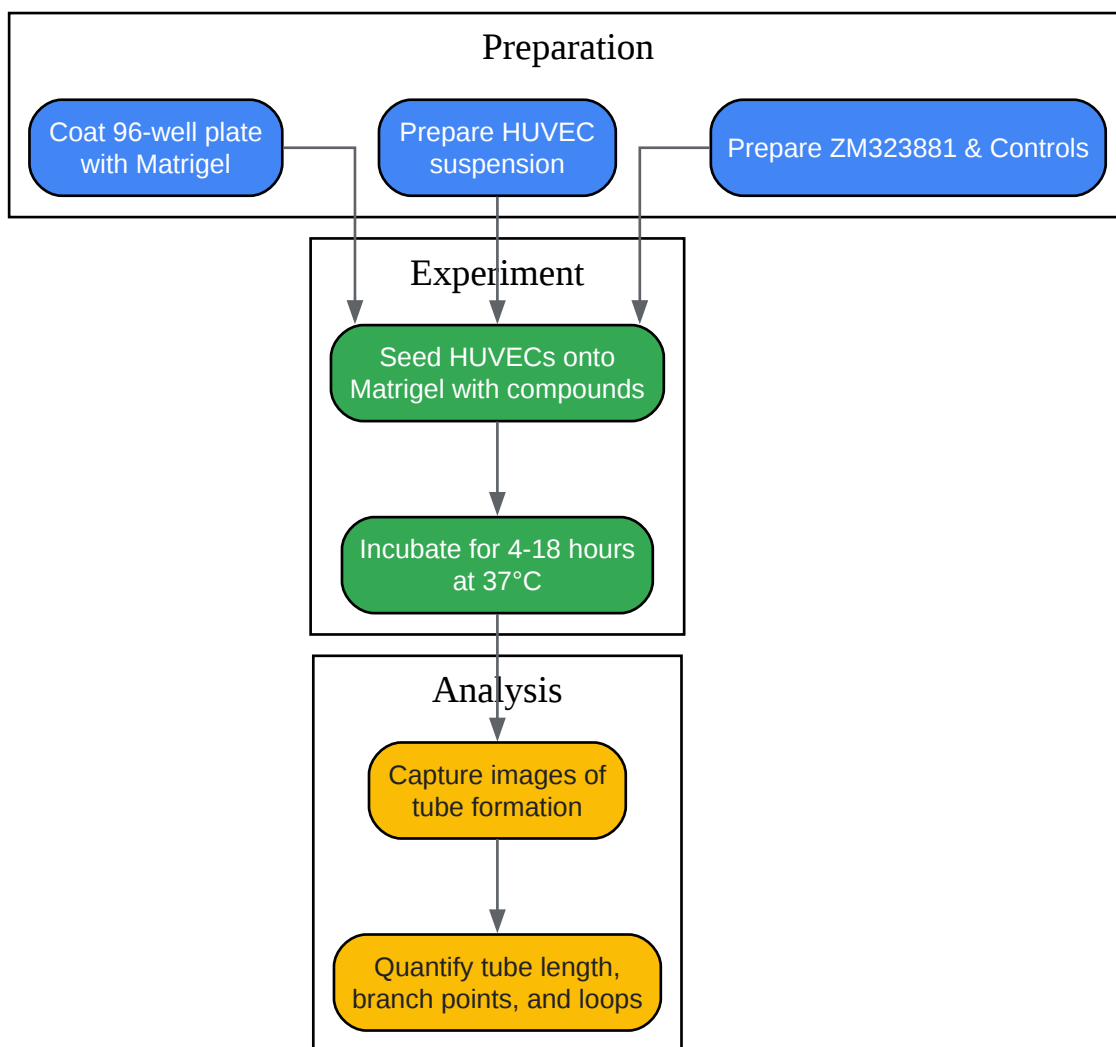 Preparation
Coat 96-well plate
with Matrigel
Prepare HUVEC
suspension
Prepare ZM323881 & Controls
Experiment
Seed HUVECs onto
Matrigel with compounds
Incubate for 4-18 hours
at 37°C
Analysis
Capture images of
tube formation
Quantify tube length,
branch points, and loops